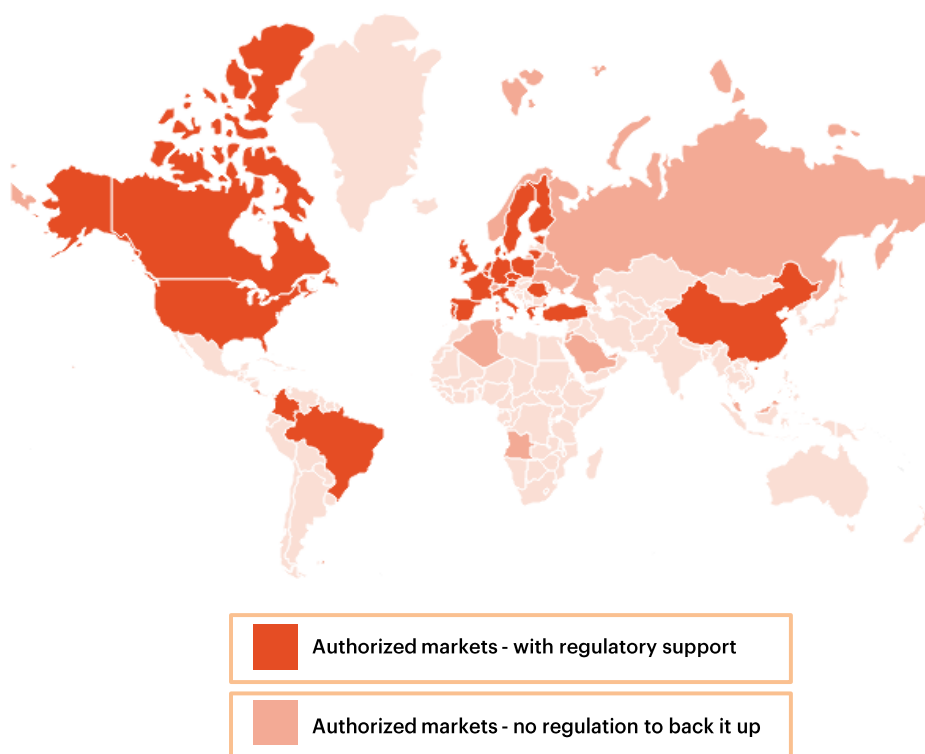 Authorized markets - with regulatory support
Authorized markets - no regulation to back it up